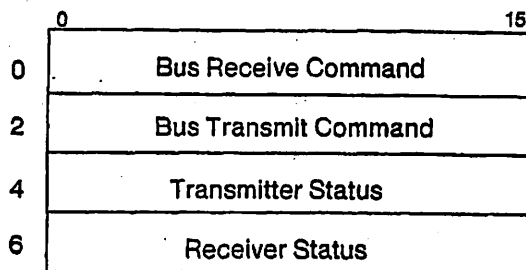 0 15
0 Bus Receive Command
2 Bus Transmit Command
4 Transmitter Status
6 Receiver Status